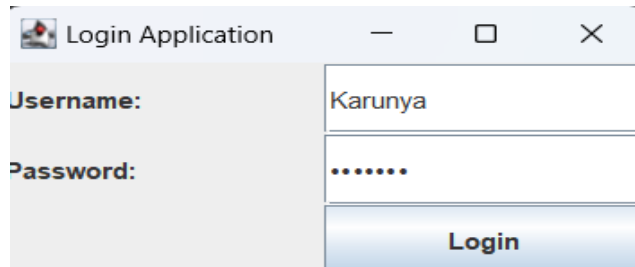 Login Application
Username: Karunya
Password: •••••••
Login